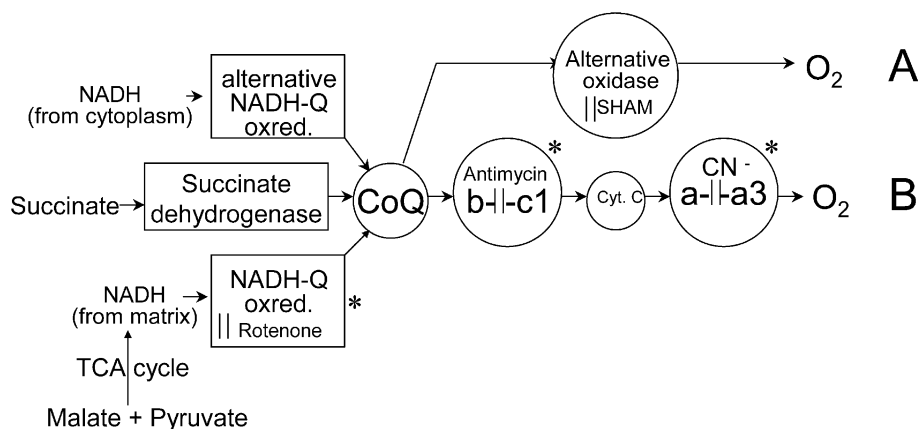 alternative
NADH-Q
oxred.
NADH
(from cytoplasm)
Alternative
oxidase
||SHAM
O2
A
Succinate
Succinate
dehydrogenase
CoQ
Antimycin
b-||-c1
*
Cyt. C
CN -
a-||-a3
*
O2
B
NADH
(from matrix)
NADH-Q
oxred.
|| Rotenone
*
TCA cycle
Malate + Pyruvate